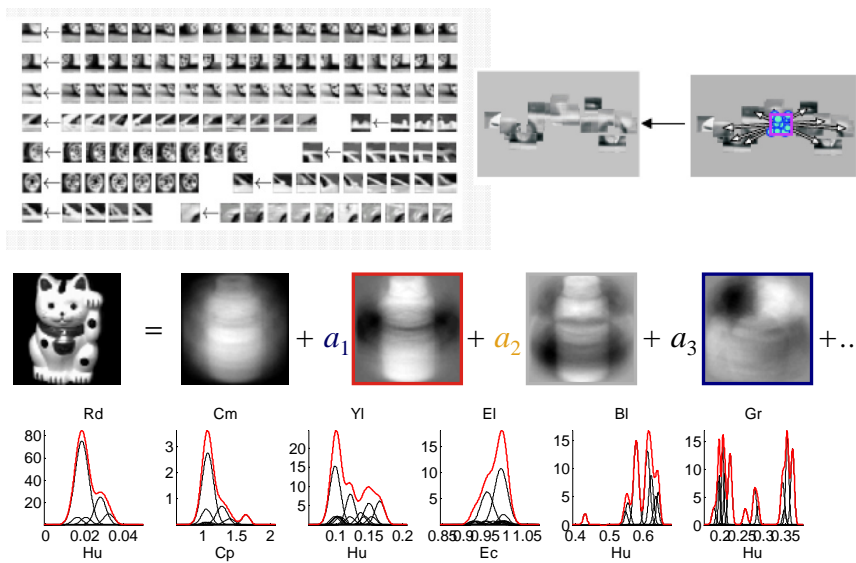 = + a1 + a2 + a3 +...
Rd Cm Yl El Bl Gr
80 60 40 20
0 0.02 0.04
Hu
3 2 1
1 1.5 2
Cp
20 15 10 5
0.1 0.15 0.2
Hu
15 10 5
0.85 0.9 0.95 1 1.05
Ec
15 10 5 0
0.4 0.5 0.6
Hu
15 10 5
0.2 0.25 0.3 0.35
Hu